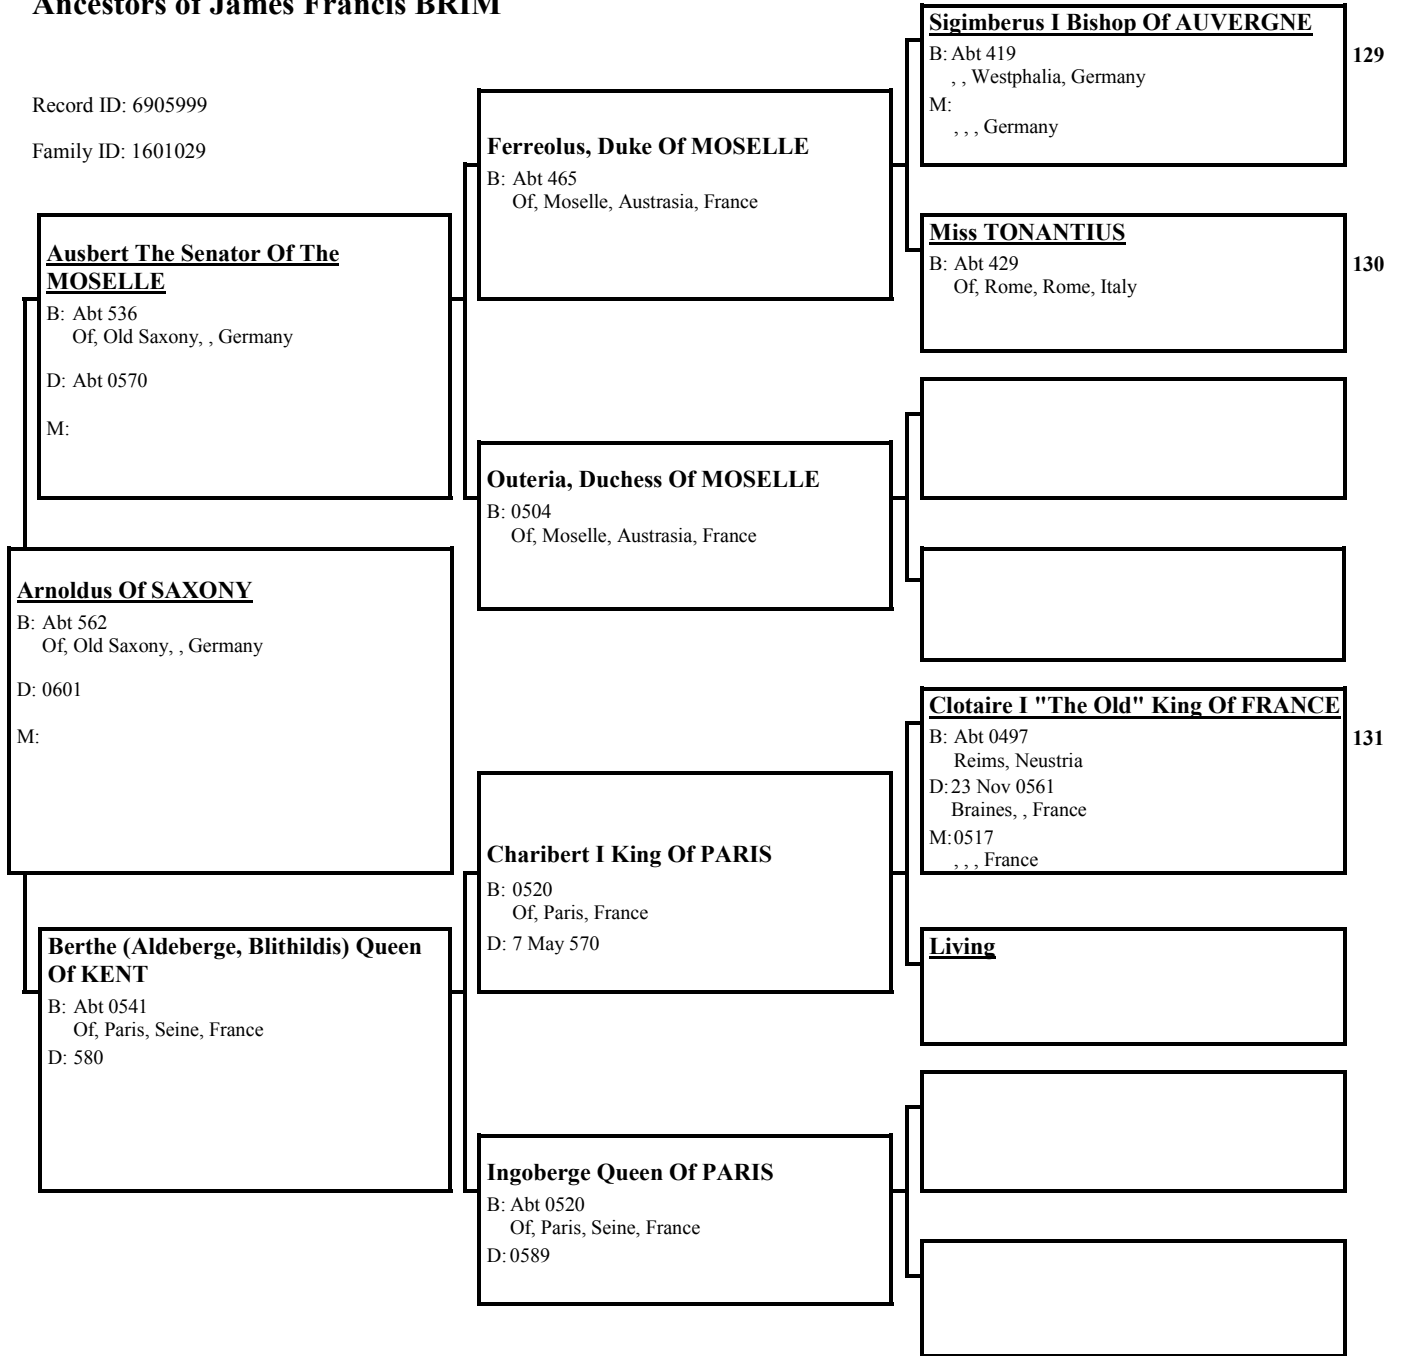 Ancestors of James Francis BRIM
Record ID: 6905999
Family ID: 1601029
Ausbert The Senator Of The
MOSELLE
B: Abt 536
Of, Old Saxony, , Germany
D: Abt 0570
M:
Arnoldus Of SAXONY
B: Abt 562
Of, Old Saxony, , Germany
D: 0601
M:
Berthe (Aldeberge, Blithildis) Queen
Of KENT
B: Abt 0541
Of, Paris, Seine, France
D: 580
Ferreolus, Duke Of MOSELLE
B: Abt 465
Of, Moselle, Austrasia, France
Outeria, Duchess Of MOSELLE
B: 0504
Of, Moselle, Austrasia, France
Charibert I King Of PARIS
B: 0520
Of, Paris, France
D: 7 May 570
Ingoberge Queen Of PARIS
B: Abt 0520
Of, Paris, Seine, France
D: 0589
Sigimberus I Bishop Of AUVERGNE
B: Abt 419
, , Westphalia, Germany
M:
, , , Germany
129
Miss TONANTIUS
B: Abt 429
Of, Rome, Rome, Italy
130
Clotaire I "The Old" King Of FRANCE
B: Abt 0497
Reims, Neustria
D: 23 Nov 0561
Braines, , France
M: 0517
, , , France
131
Living